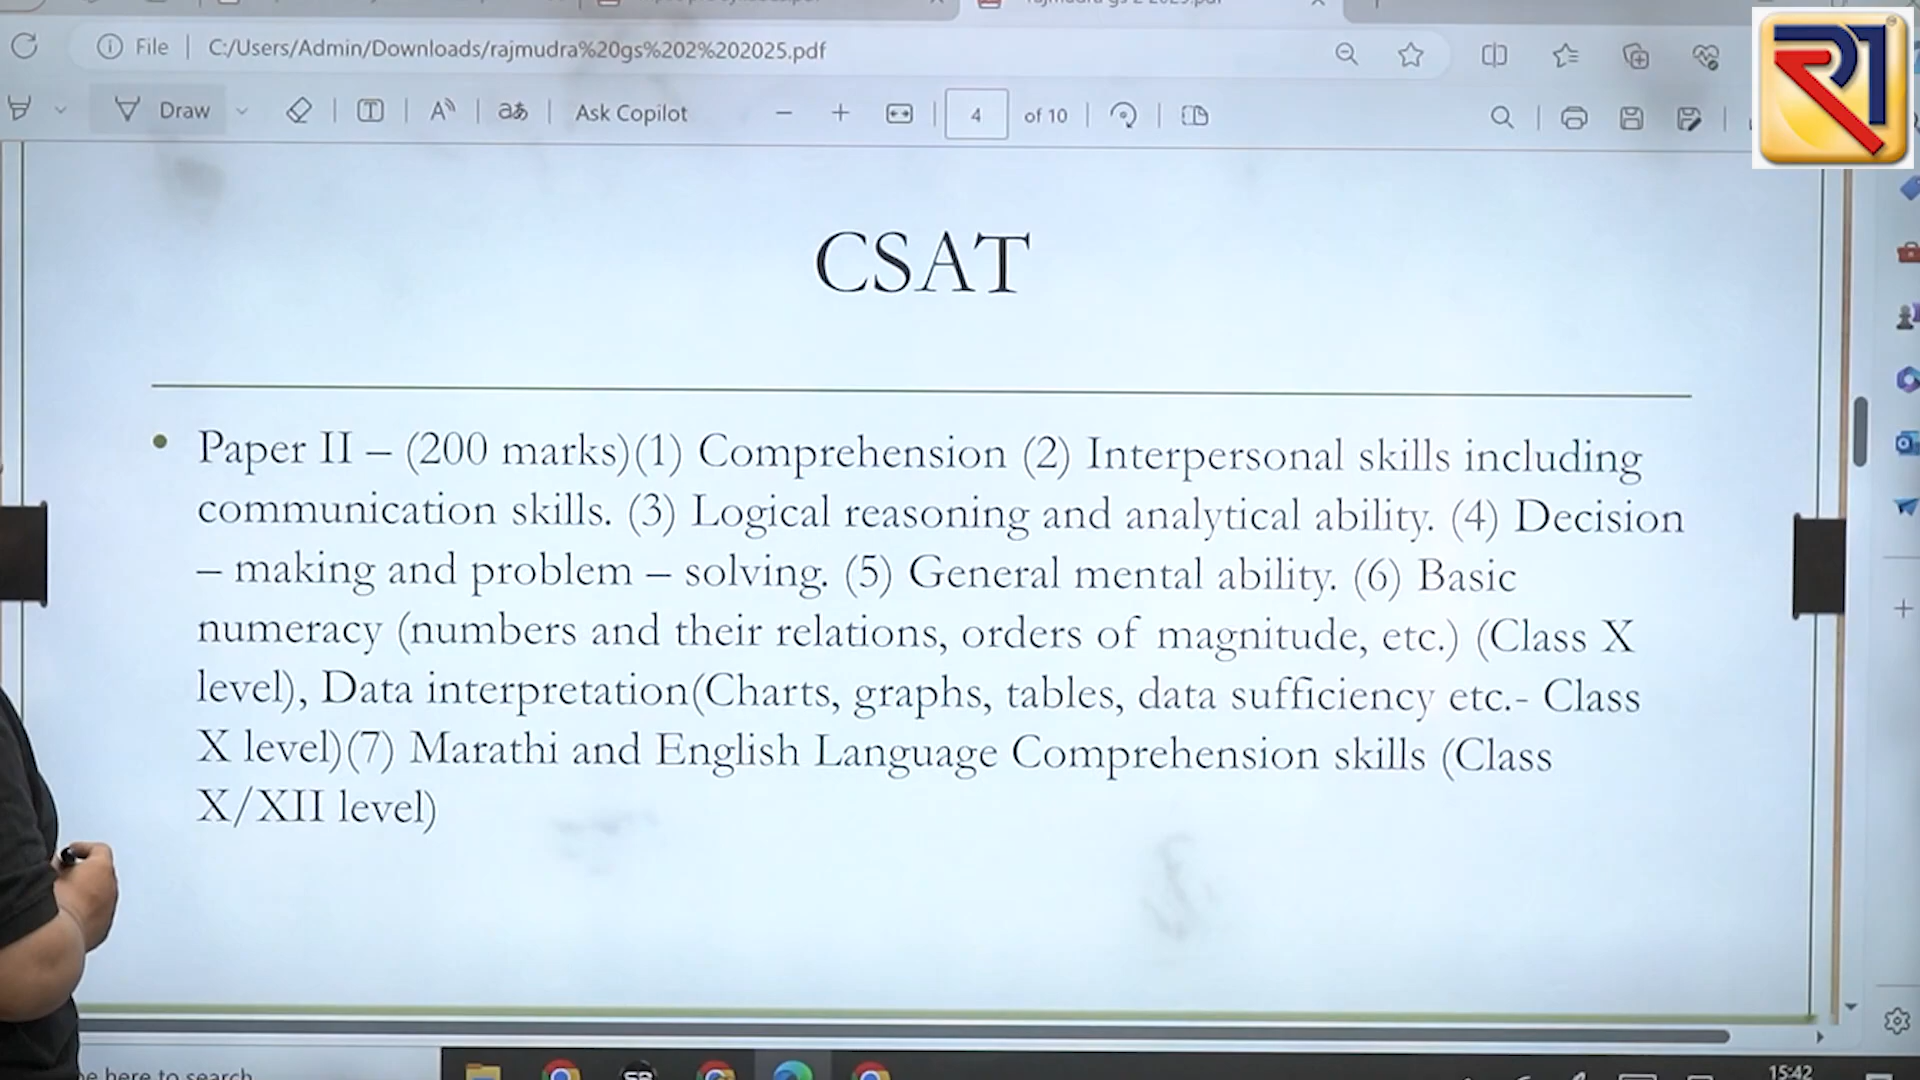 File
C:/Users/Admin/Downloads/rajmudra%20gs%202%202025.pdf
Draw
Ask Copilot
4 of 10
CSAT
• Paper II – (200 marks)(1) Comprehension (2) Interpersonal skills including
communication skills. (3) Logical reasoning and analytical ability. (4) Decision
– making and problem – solving. (5) General mental ability. (6) Basic
numeracy (numbers and their relations, orders of magnitude, etc.) (Class X
level), Data interpretation(Charts, graphs, tables, data sufficiency etc.- Class
X level)(7) Marathi and English Language Comprehension skills (Class
X/XII level)
here to search
15:42